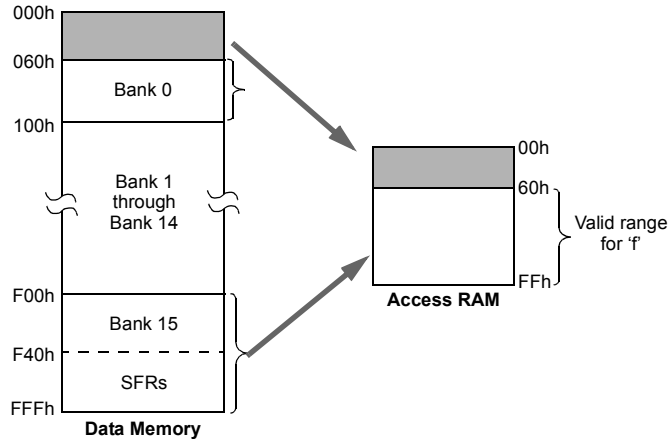 000h
060h
Bank 0
100h
Bank 1
through
Bank 14
F00h
Bank 15
F40h
SFRs
FFFh
Data Memory
00h
60h
Valid range
for ‘f’
FFh
Access RAM